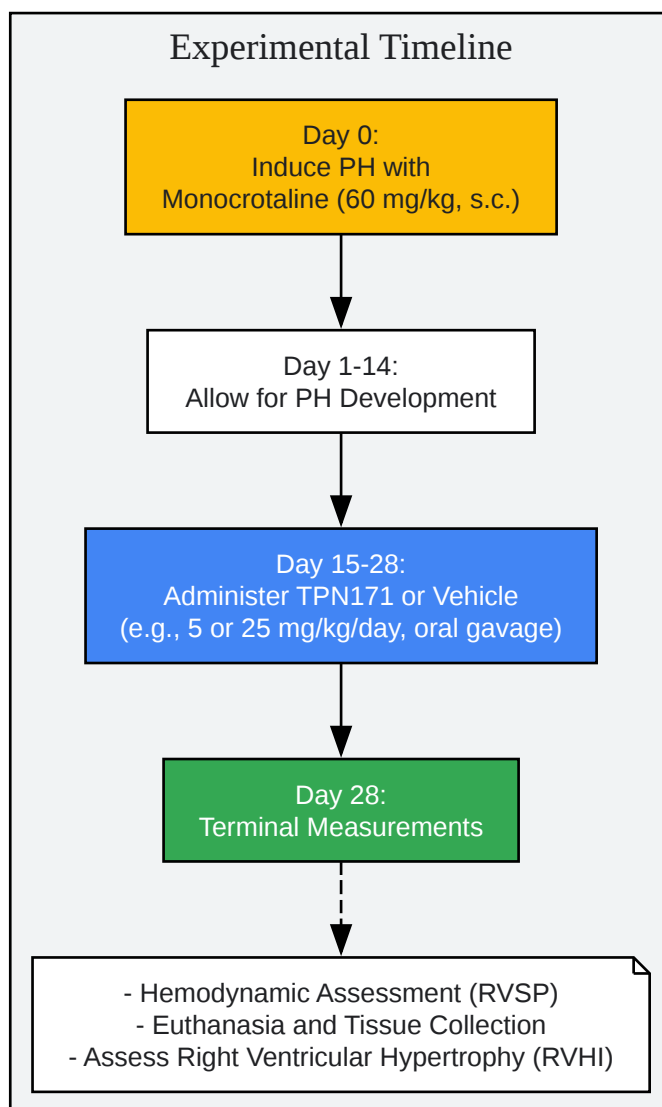 Experimental Timeline
Day 0:
Induce PH with
Monocrotaline (60 mg/kg, s.c.)
Day 1-14:
Allow for PH Development
Day 15-28:
Administer TPN171 or Vehicle
(e.g., 5 or 25 mg/kg/day, oral gavage)
Day 28:
Terminal Measurements
- Hemodynamic Assessment (RVSP)
- Euthanasia and Tissue Collection
- Assess Right Ventricular Hypertrophy (RVHI)